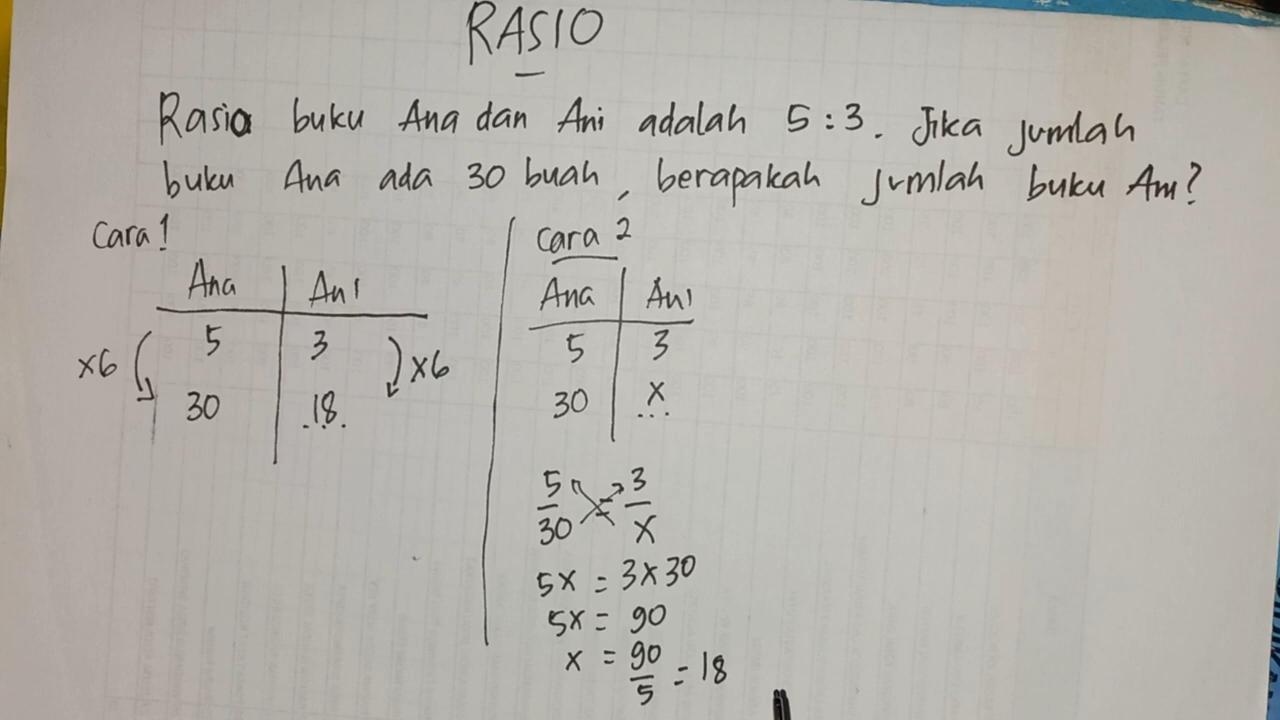 RASIO
Rasio buku Ana dan Ani adalah 5 : 3. Jika jumlah
buku Ana ada 30 buah, berapakah jumlah buku Ani?
Cara 1
Ana | Ani
x6 5 | 3 x6
30 | .18.
Cara 2
Ana | Ani
5 | 3
30 | x ...
5/30 = 3/x
5x = 3 x 30
5x = 90
x = 90/5 = 18